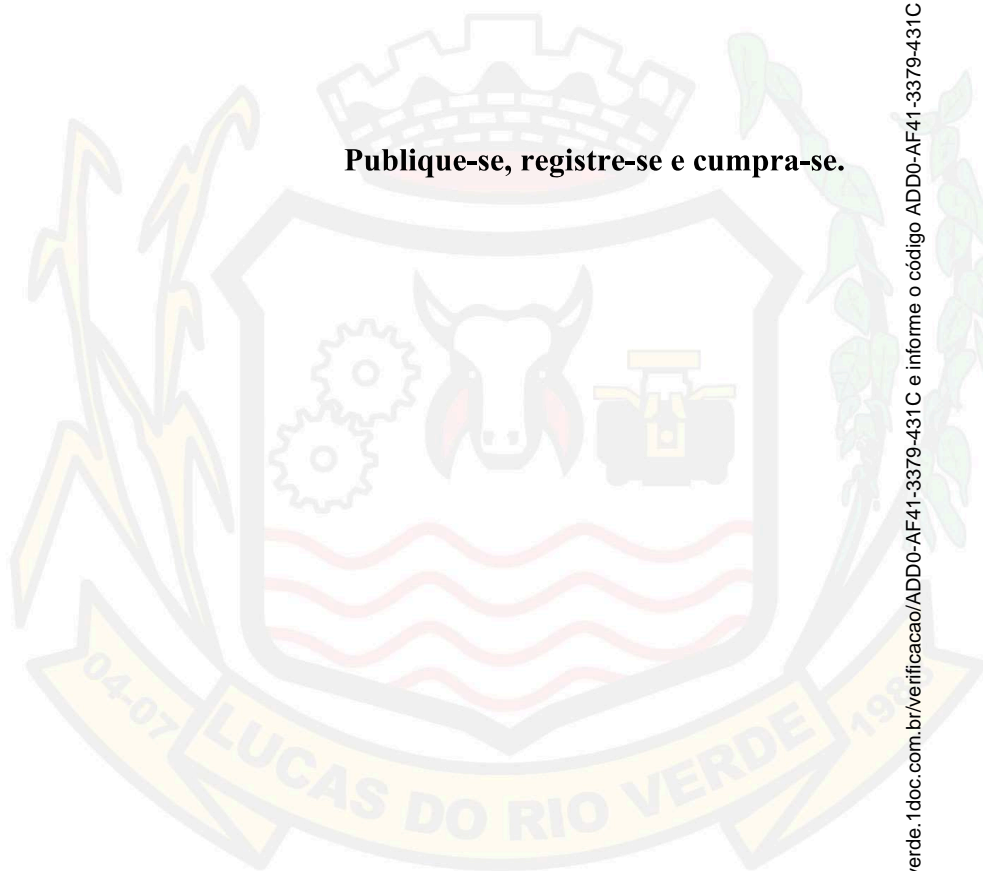 Publique-se, registre-se e cumpra-se.
04-07
LUCAS DO RIO VERDE
verde.1doc.com.br/verificacao/ADD0-AF41-3379-431C e informe o código ADD0-AF41-3379-431C